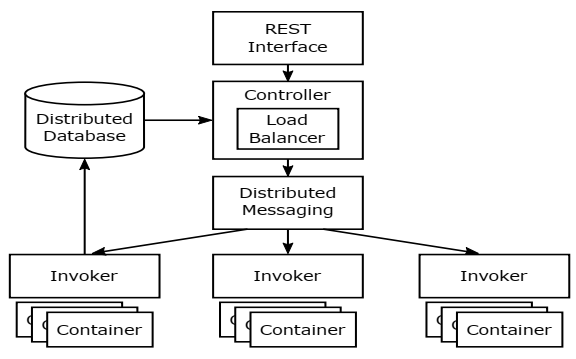 REST
Interface
Controller
Load
Balancer
Distributed
Database
Distributed
Messaging
Invoker
Invoker
Invoker
Container
Container
Container